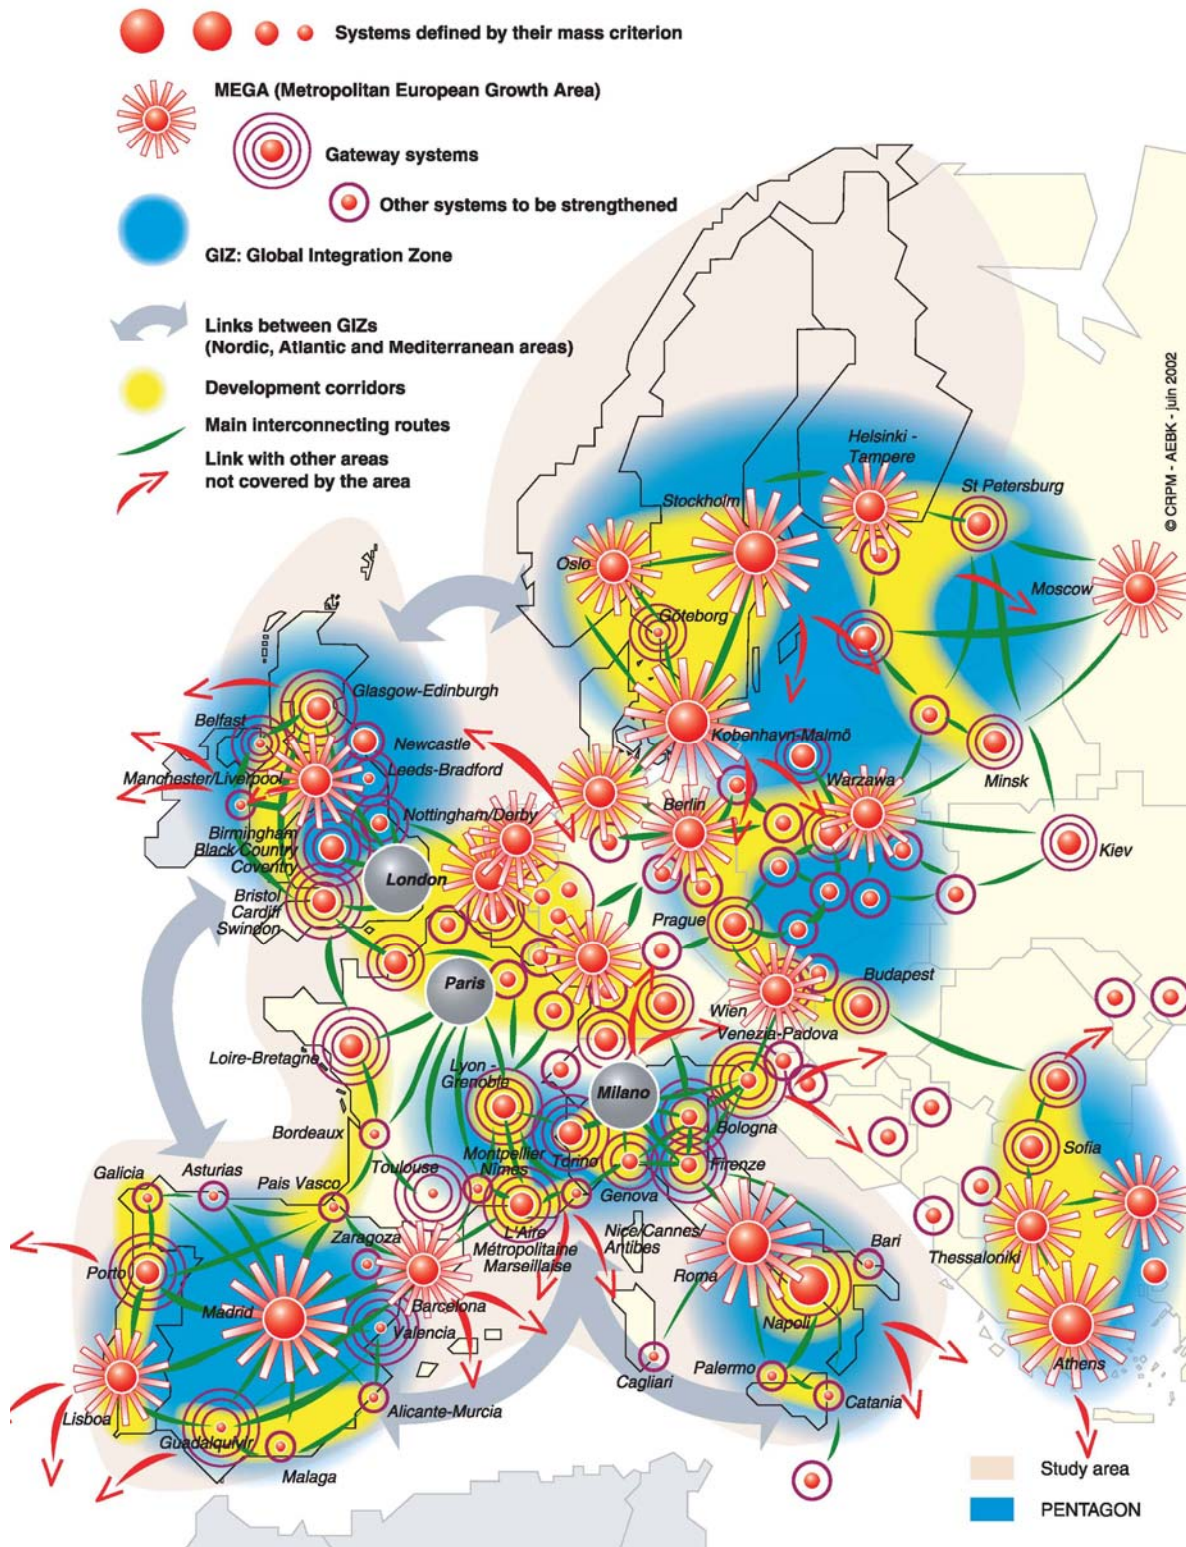 Systems defined by their mass criterion
MEGA (Metropolitan European Growth Area)
Gateway systems
Other systems to be strengthened
GIZ: Global Integration Zone
Links between GIZs
(Nordic, Atlantic and Mediterranean areas)
Development corridors
Main interconnecting routes
Link with other areas
not covered by the area
© CRPM - AEBK - juin 2002
Helsinki -
Tampere
St Petersburg
Stockholm
Oslo
Moscow
Göteborg
Glasgow-Edinburgh
Belfast
Newcastle
Kobenhavn-Malmö
Leeds-Bradford
Manchester/Liverpool
Minsk
Warzawa
Nottingham/Derby
Berlin
Birmingham
Black Country
Coventry
Kiev
London
Bristol
Cardiff
Swindon
Prague
Paris
Budapest
Wien
Venezia-Padova
Loire-Bretagne
Lyon -
Grenoble
Milano
Bologna
Bordeaux
Montpellier
Nimes
Torino
Sofia
Toulouse
Firenze
Galicia
Asturias
Pais Vasco
Genova
L'Aire
Métropolitaine
Marseillaise
Nice/Cannes/
Antibes
Zaragoza
Bari
Thessaloniki
Porto
Roma
Madrid
Barcelona
Napoli
Valencia
Athens
Palermo
Cagliari
Catania
Lisboa
Alicante-Murcia
Guadalquivir
Malaga
Study area
PENTAGON